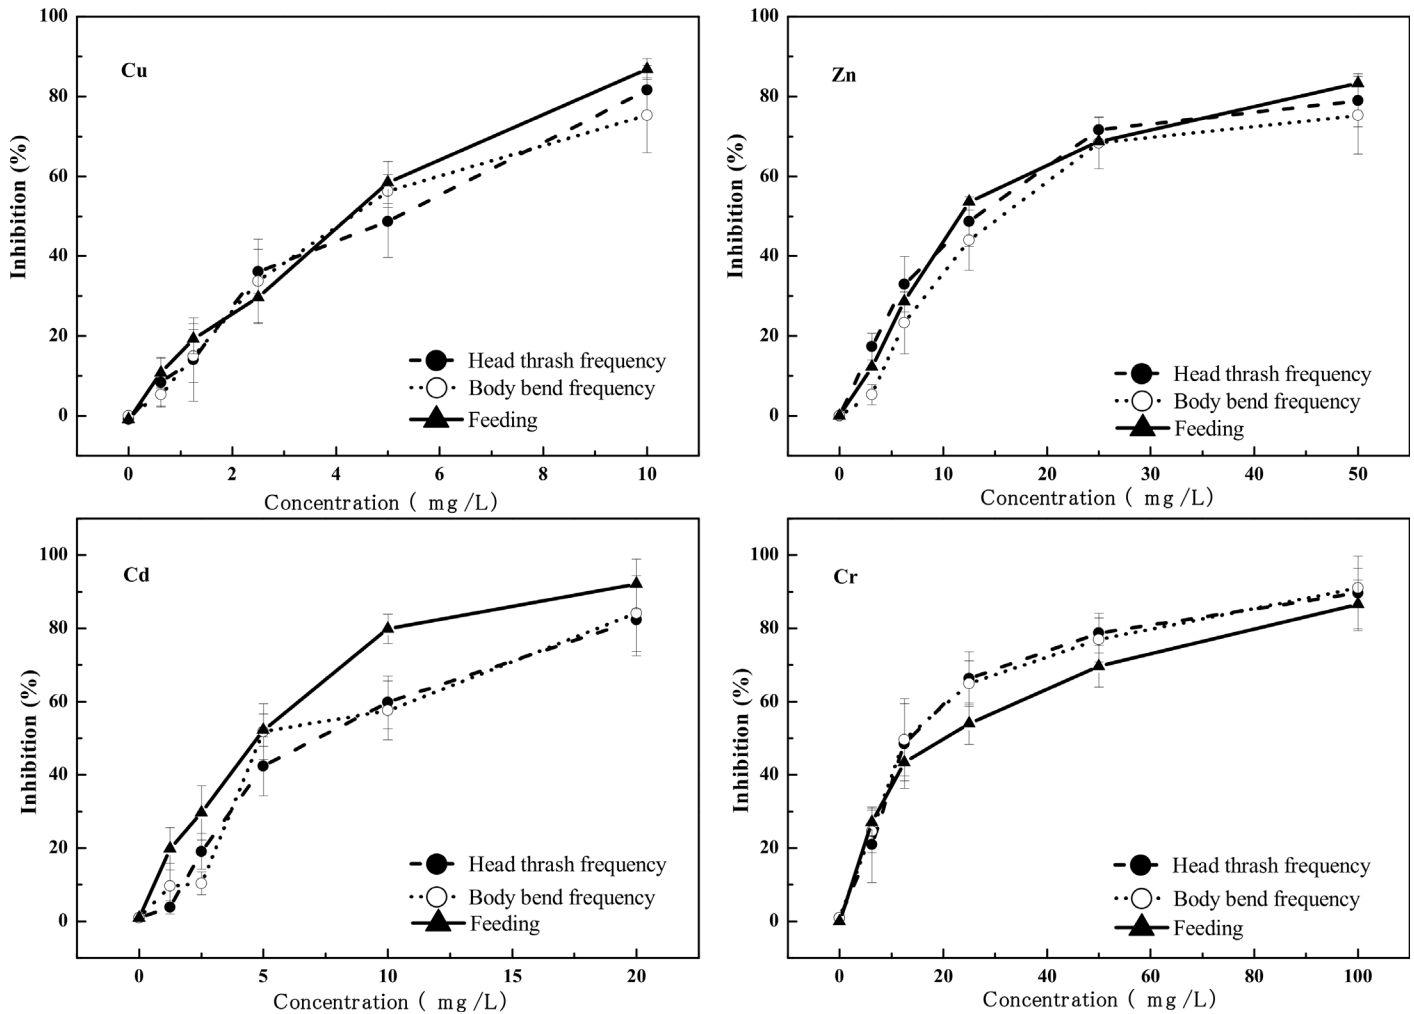 Cu
Inhibition (%)
100
80
60
40
20
0
Head thrash frequency
Body bend frequency
Feeding
0 2 4 6 8 10
Concentration ( mg /L)
Zn
Inhibition (%)
100
80
60
40
20
0
Head thrash frequency
Body bend frequency
Feeding
0 10 20 30 40 50
Concentration ( mg /L)
Cd
Inhibition (%)
100
80
60
40
20
0
Head thrash frequency
Body bend frequency
Feeding
0 5 10 15 20
Concentration ( mg /L)
Cr
Inhibition (%)
100
80
60
40
20
0
Head thrash frequency
Body bend frequency
Feeding
0 20 40 60 80 100
Concentration ( mg /L)